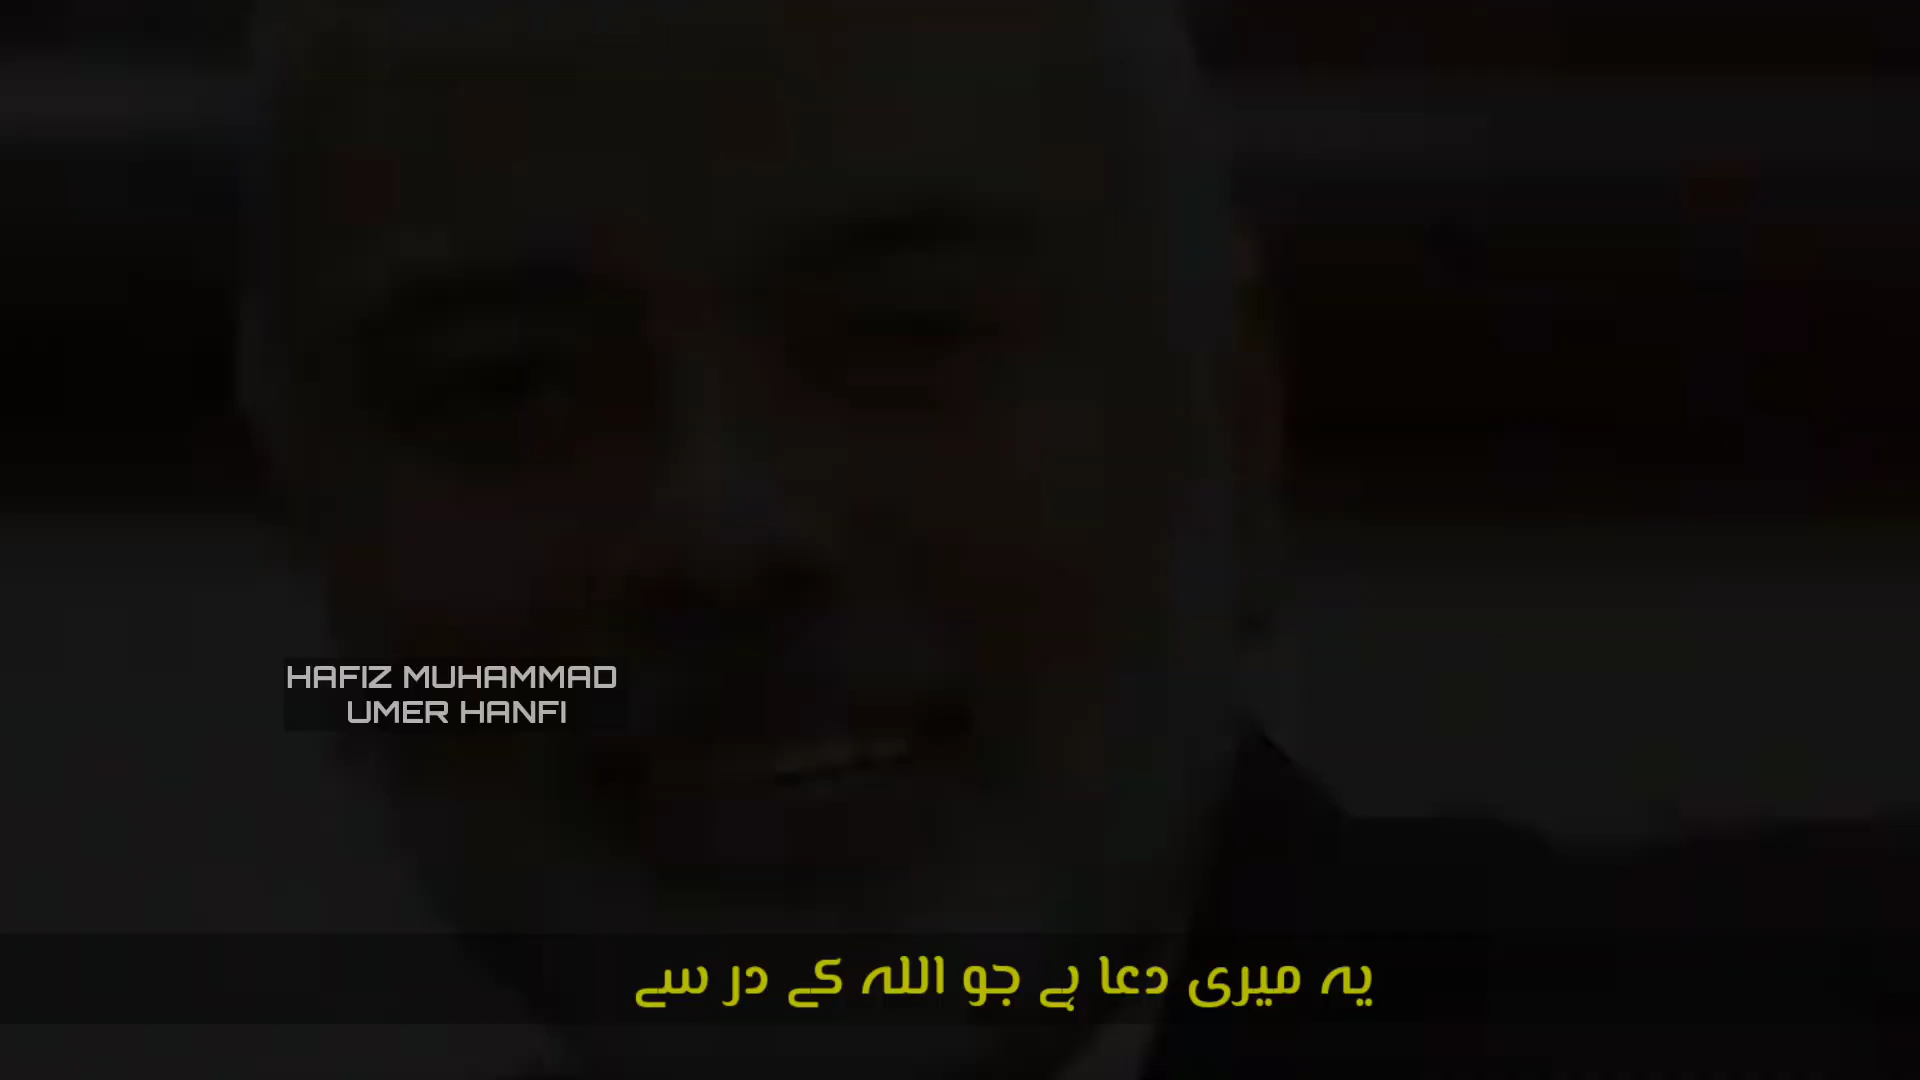 HAFIZ MUHAMMAD
UMER HANFI
یہ میری دعا ہے جو اللہ کے در سے